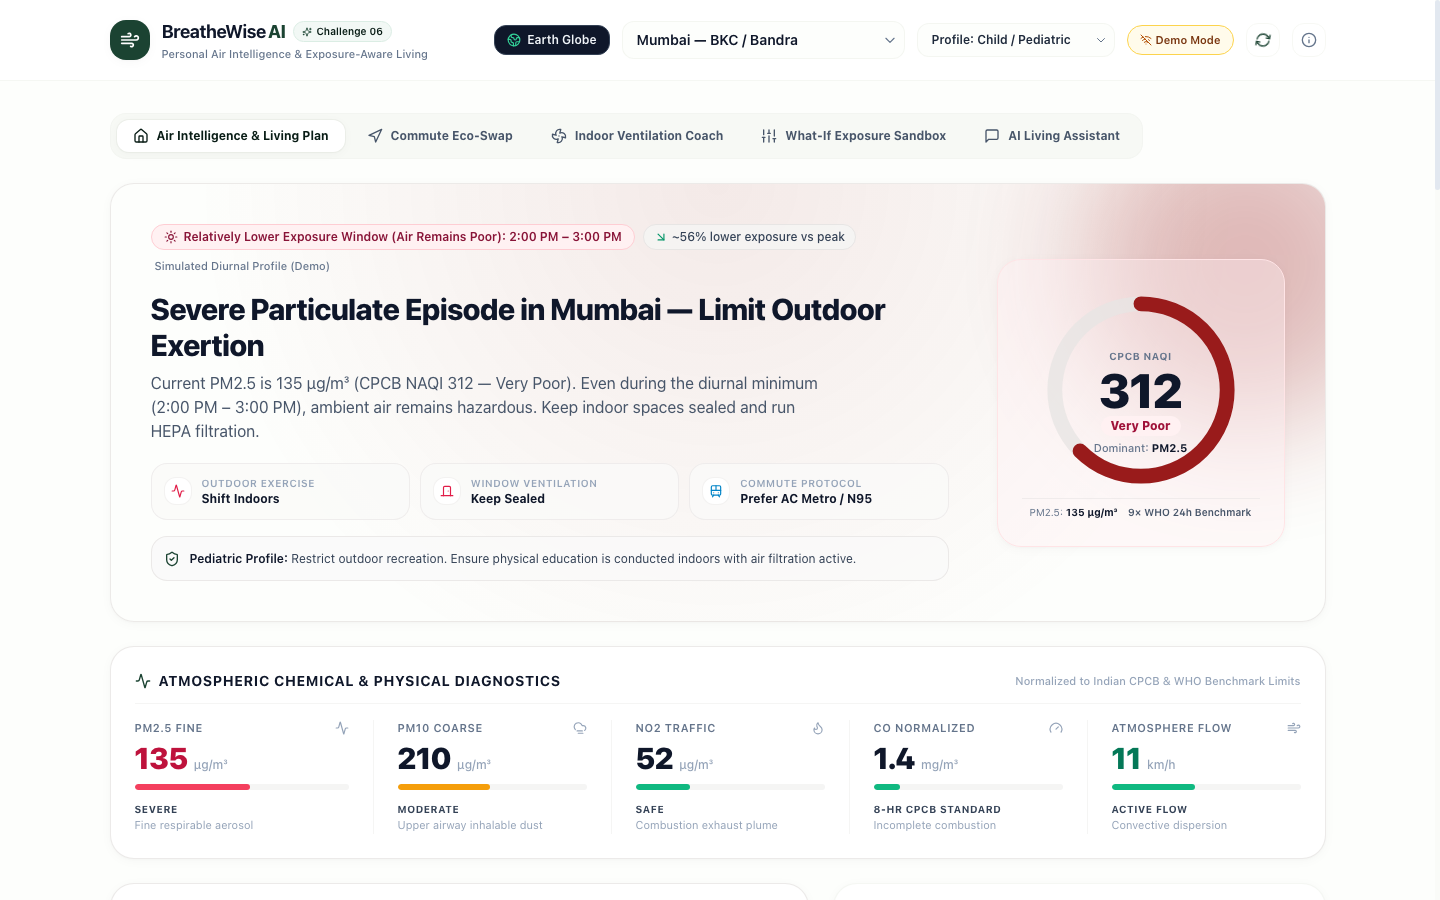 BreatheWise AI
Challenge 06
Personal Air Intelligence & Exposure-Aware Living
Earth Globe
Mumbai — BKC / Bandra
Profile: Child / Pediatric
Demo Mode
Air Intelligence & Living Plan
Commute Eco-Swap
Indoor Ventilation Coach
What-If Exposure Sandbox
AI Living Assistant
Relatively Lower Exposure Window (Air Remains Poor): 2:00 PM – 3:00 PM
~56% lower exposure vs peak
Simulated Diurnal Profile (Demo)
Severe Particulate Episode in Mumbai — Limit Outdoor
Exertion
Current PM2.5 is 135 µg/m³ (CPCB NAQI 312 — Very Poor). Even during the diurnal minimum
(2:00 PM – 3:00 PM), ambient air remains hazardous. Keep indoor spaces sealed and run
HEPA filtration.
OUTDOOR EXERCISE
Shift Indoors
WINDOW VENTILATION
Keep Sealed
COMMUTE PROTOCOL
Prefer AC Metro / N95
Pediatric Profile: Restrict outdoor recreation. Ensure physical education is conducted indoors with air filtration active.
CPCB NAQI
312
Very Poor
Dominant: PM2.5
PM2.5: 135 µg/m³
9× WHO 24h Benchmark
ATMOSPHERIC CHEMICAL & PHYSICAL DIAGNOSTICS
Normalized to Indian CPCB & WHO Benchmark Limits
PM2.5 FINE
135 µg/m³
SEVERE
Fine respirable aerosol
PM10 COARSE
210 µg/m³
MODERATE
Upper airway inhalable dust
NO2 TRAFFIC
52 µg/m³
SAFE
Combustion exhaust plume
CO NORMALIZED
1.4 mg/m³
8-HR CPCB STANDARD
Incomplete combustion
ATMOSPHERE FLOW
11 km/h
ACTIVE FLOW
Convective dispersion